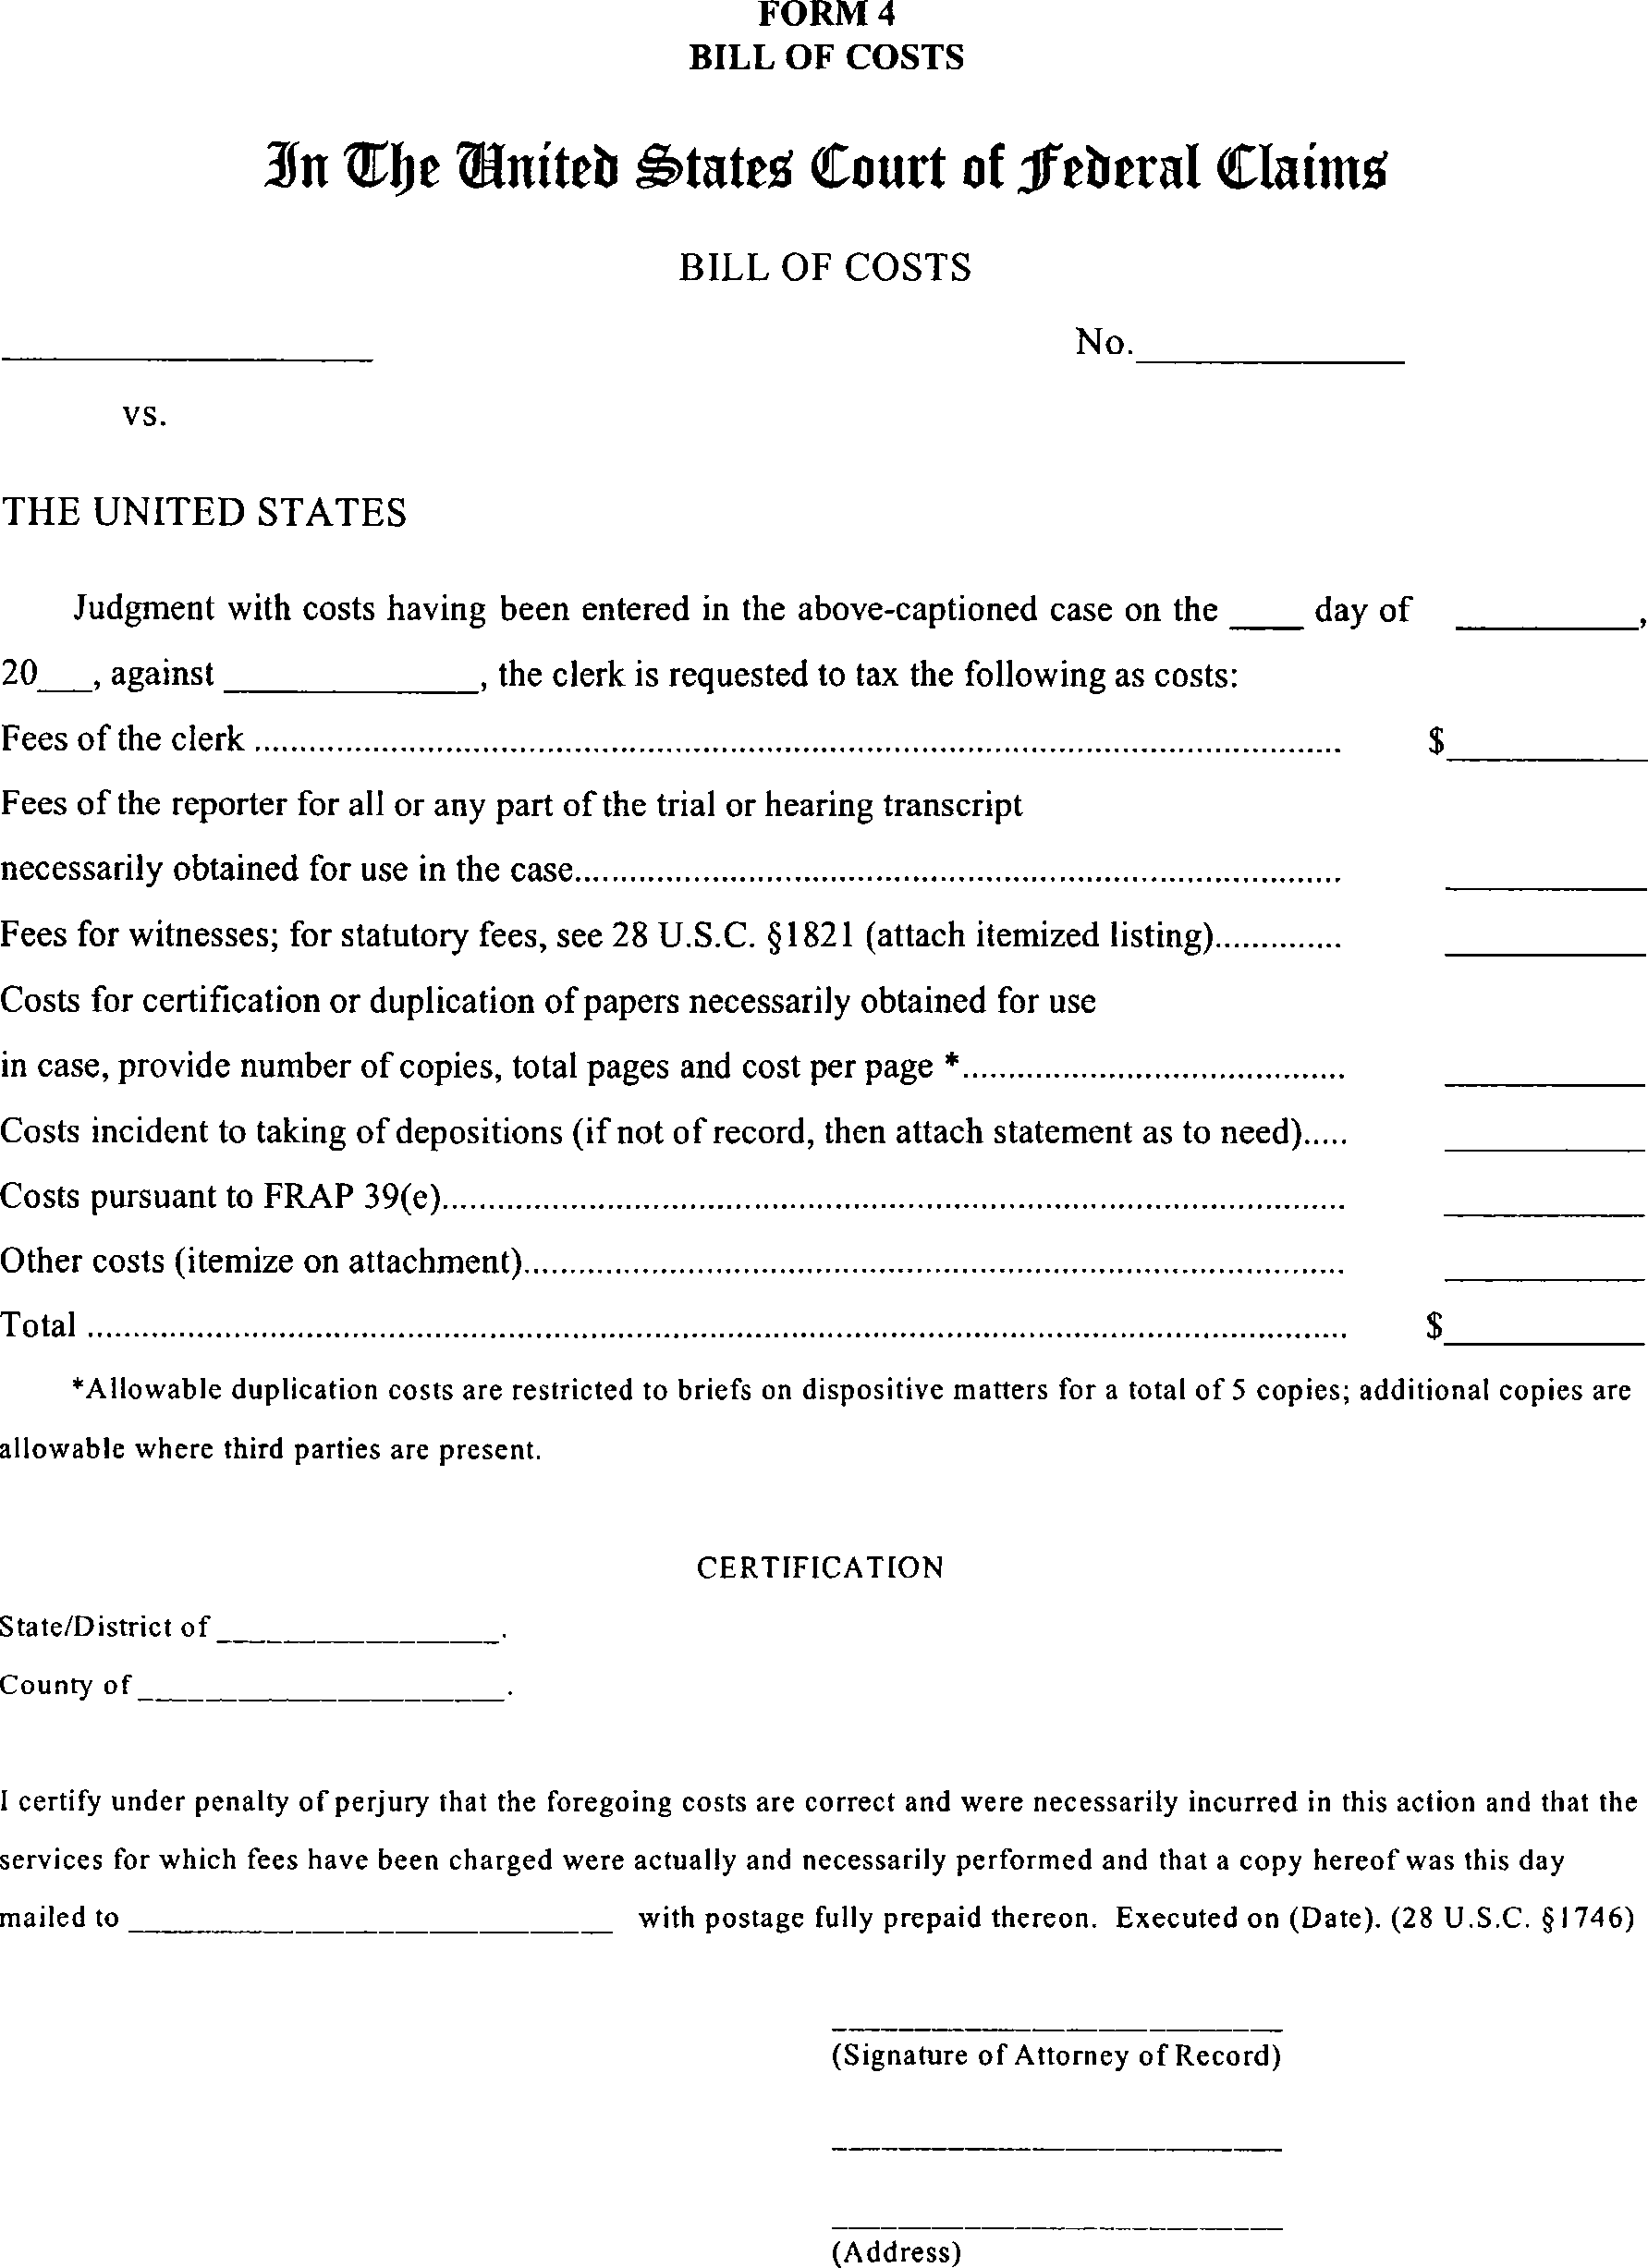 FORM 4
BILL OF COSTS
In The United States Court of Federal Claims
BILL OF COSTS
____________ No.____________
vs.
THE UNITED STATES
Judgment with costs having been entered in the above-captioned case on the ____ day of __________,
20___, against ______________, the clerk is requested to tax the following as costs:
Fees of the clerk .................................................. $__________
Fees of the reporter for all or any part of the trial or hearing transcript
necessarily obtained for use in the case.................................................. __________
Fees for witnesses; for statutory fees, see 28 U.S.C. §1821 (attach itemized listing).............. __________
Costs for certification or duplication of papers necessarily obtained for use
in case, provide number of copies, total pages and cost per page *.......................................... __________
Costs incident to taking of depositions (if not of record, then attach statement as to need)..... __________
Costs pursuant to FRAP 39(e).................................................. __________
Other costs (itemize on attachment).................................................. __________
Total .................................................. $__________
*Allowable duplication costs are restricted to briefs on dispositive matters for a total of 5 copies; additional copies are
allowable where third parties are present.
CERTIFICATION
State/District of _________________.
County of ______________________.
I certify under penalty of perjury that the foregoing costs are correct and were necessarily incurred in this action and that the
services for which fees have been charged were actually and necessarily performed and that a copy hereof was this day
mailed to _____________________________ with postage fully prepaid thereon. Executed on (Date). (28 U.S.C. §1746)
___________________________
(Signature of Attorney of Record)
___________________________
___________________________
(Address)